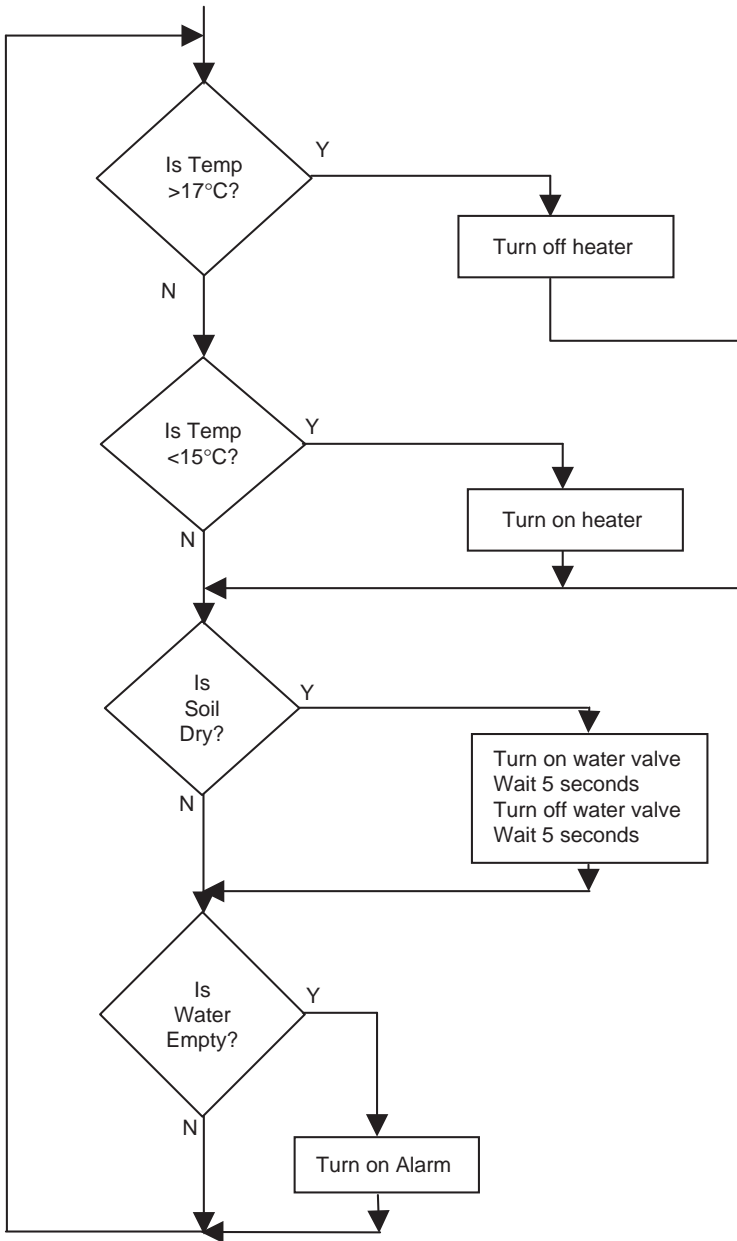 Is Temp
>17°C?
Y
Turn off heater
N
Is Temp
<15°C?
Y
Turn on heater
N
Is
Soil
Dry?
Y
Turn on water valve
Wait 5 seconds
Turn off water valve
Wait 5 seconds
N
Is
Water
Empty?
Y
N
Turn on Alarm